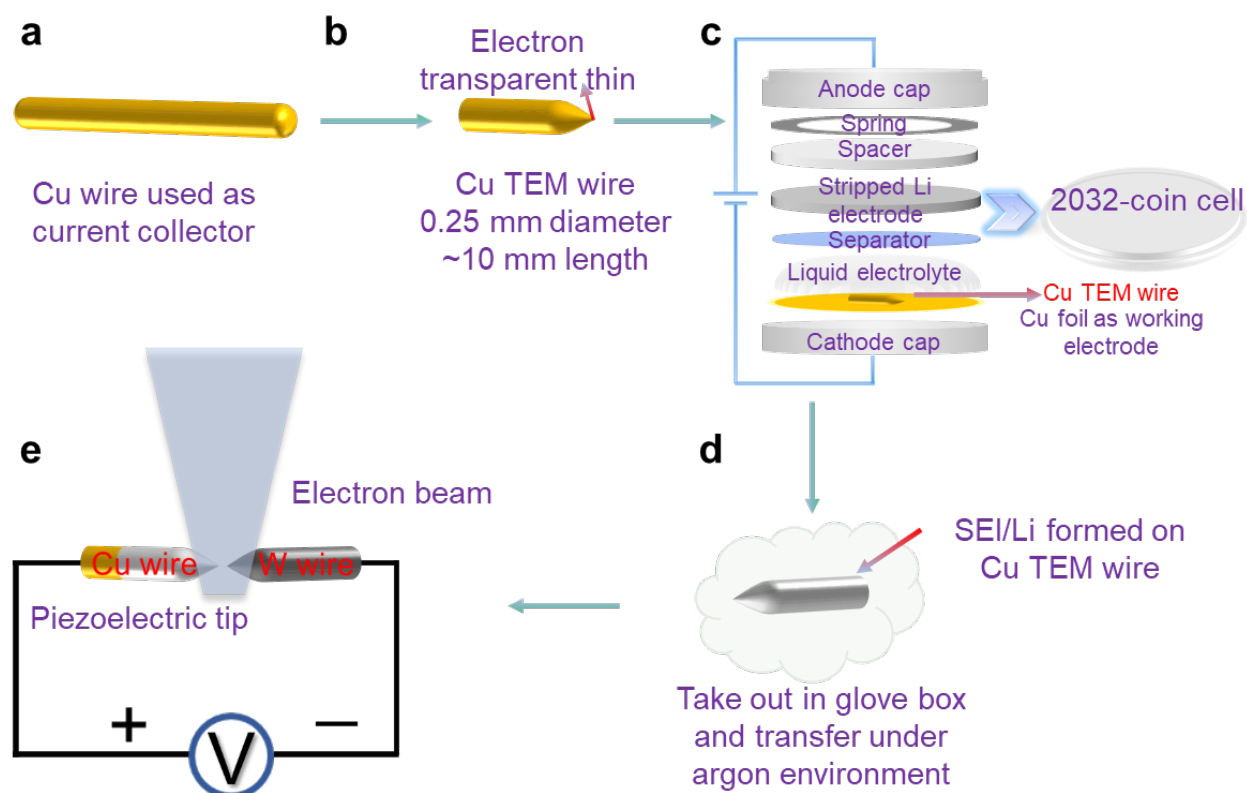 a
Cu wire used as
current collector
b
Electron
transparent thin
Cu TEM wire
0.25 mm diameter
~10 mm length
c
Anode cap
Spring
Spacer
Stripped Li
electrode
Separator
Liquid electrolyte
Cathode cap
2032-coin cell
Cu TEM wire
Cu foil as working
electrode
d
SEI/Li formed on
Cu TEM wire
Take out in glove box
and transfer under
argon environment
e
Electron beam
Cu wire
W wire
Piezoelectric tip
+
−
V